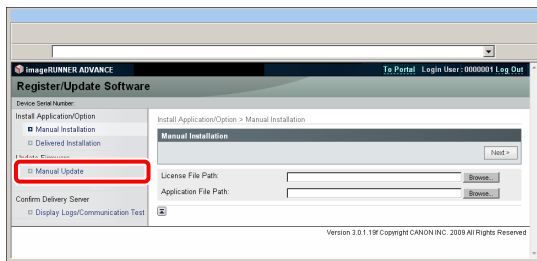 imageRUNNER ADVANCE
To Portal Login User: 0000001 Log Out
Register/Update Software
Device Serial Number:
Install Application/Option
Manual Installation
Delivered Installation
Update Firmware
Manual Update
Confirm Delivery Server
Display Logs/Communication Test
Install Application/Option > Manual Installation
Manual Installation
Next >
License File Path:
Browse...
Application File Path:
Browse...
Version 3.0.1.19f Copyright CANON INC. 2009 All Rights Reserved